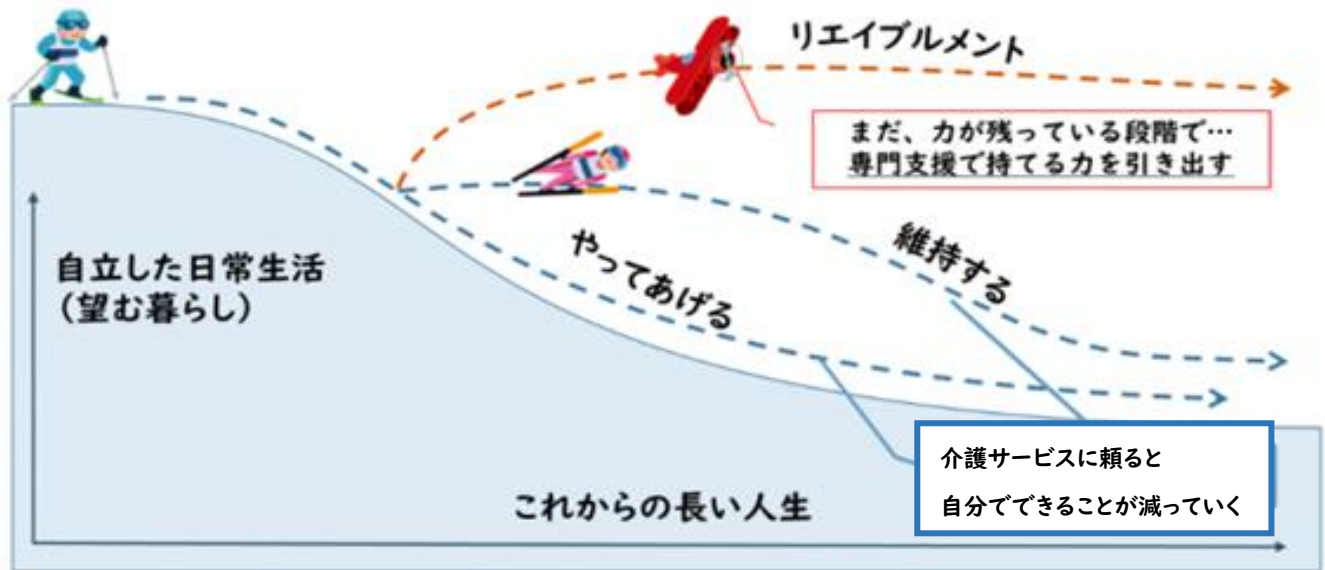 リエイブルメント
まだ、力が残っている段階で…
専門支援で持てる力を引き出す
維持する
やってあげる
自立した日常生活
（望む暮らし）
介護サービスに頼ると
自分でできることが減っていく
これからの長い人生